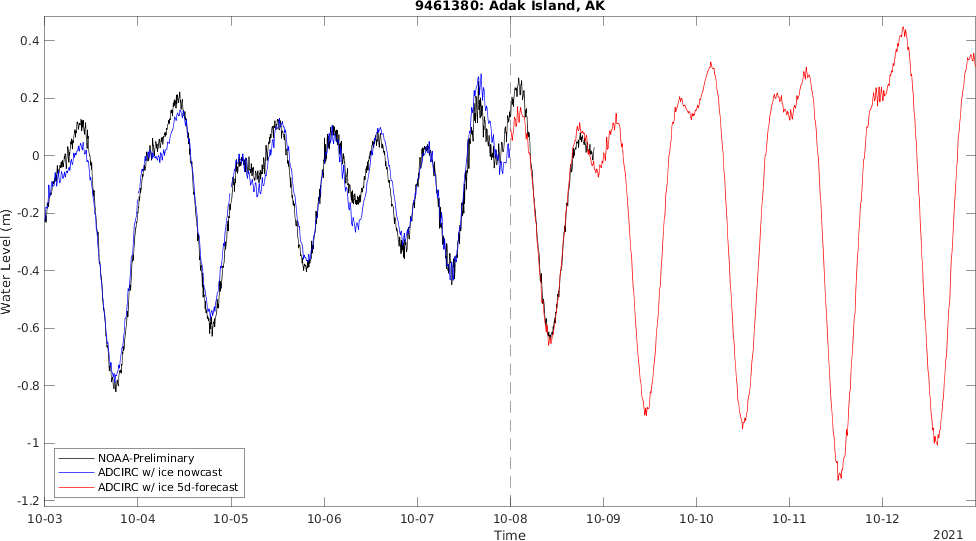 9461380: Adak Island, AK
Water Level (m)
0.4
0.2
0
-0.2
-0.4
-0.6
-0.8
-1
-1.2
NOAA-Preliminary
ADCIRC w/ ice nowcast
ADCIRC w/ ice 5d-forecast
10-03 10-04 10-05 10-06 10-07 10-08 10-09 10-10 10-11 10-12
Time
2021